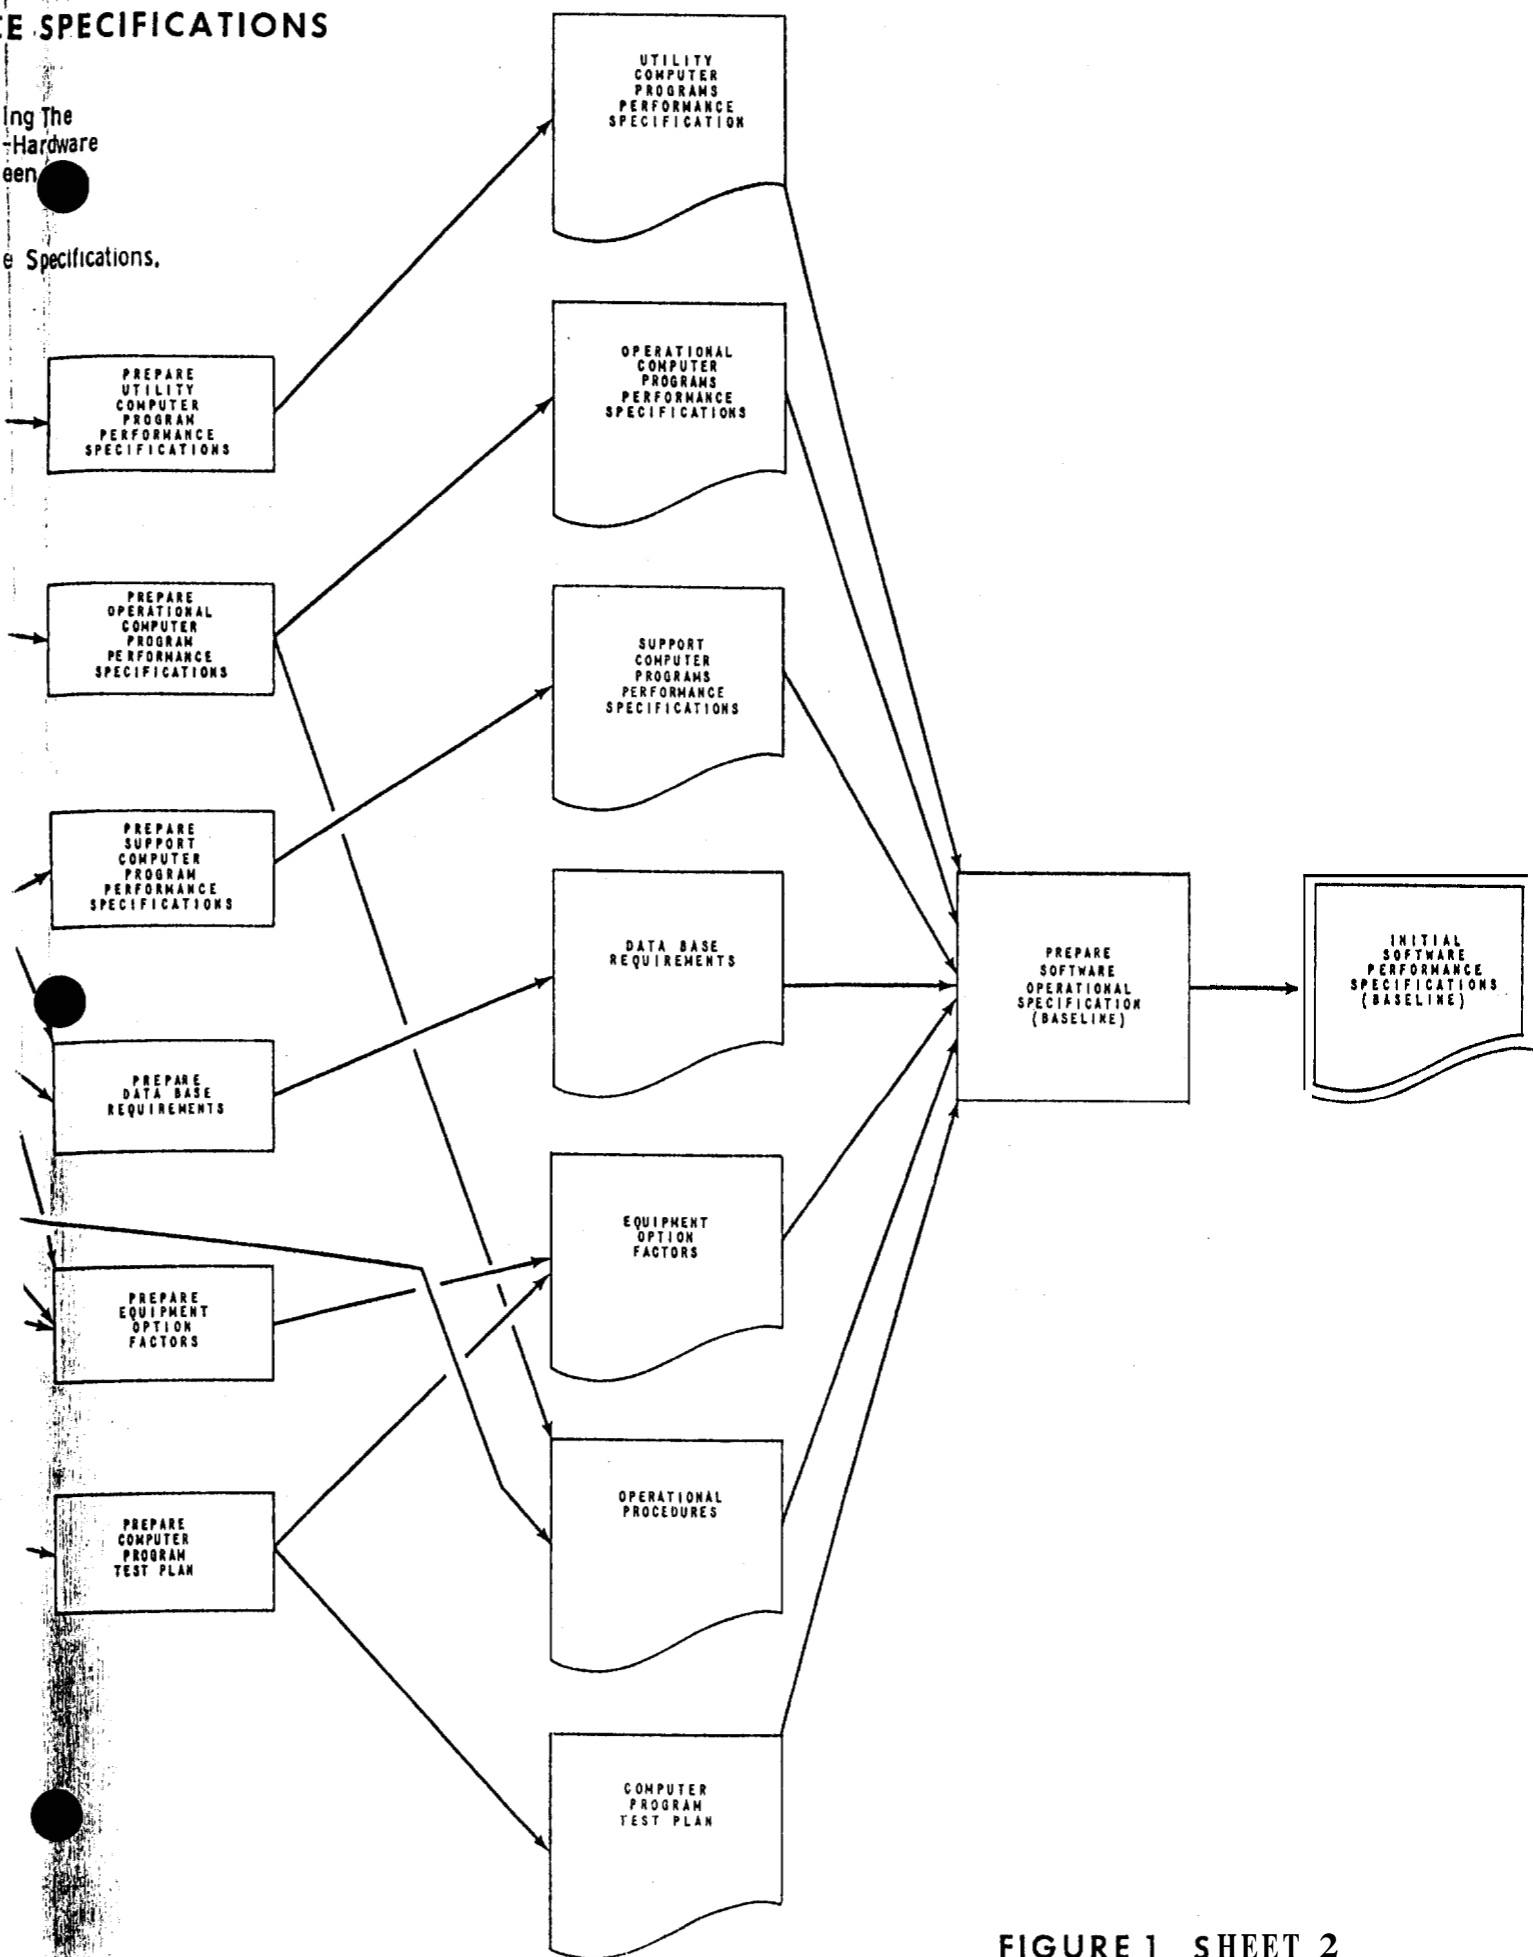 SPECIFICATIONS
ing The
-Hardware
een
e Specifications.
PREPARE
UTILITY
COMPUTER
PROGRAM
PERFORMANCE
SPECIFICATIONS
PREPARE
OPERATIONAL
COMPUTER
PROGRAM
PERFORMANCE
SPECIFICATIONS
PREPARE
SUPPORT
COMPUTER
PROGRAM
PERFORMANCE
SPECIFICATIONS
PREPARE
DATA BASE
REQUIREMENTS
PREPARE
EQUIPMENT
OPTION
FACTORS
PREPARE
COMPUTER
PROGRAM
TEST PLAN
UTILITY
COMPUTER
PROGRAMS
PERFORMANCE
SPECIFICATION
OPERATIONAL
COMPUTER
PROGRAMS
PERFORMANCE
SPECIFICATIONS
SUPPORT
COMPUTER
PROGRAMS
PERFORMANCE
SPECIFICATIONS
DATA BASE
REQUIREMENTS
EQUIPMENT
OPTION
FACTORS
OPERATIONAL
PROCEDURES
COMPUTER
PROGRAM
TEST PLAN
PREPARE
SOFTWARE
OPERATIONAL
SPECIFICATION
(BASELINE)
INITIAL
SOFTWARE
PERFORMANCE
SPECIFICATIONS
(BASELINE)
FIGURE 1 SHEET 2